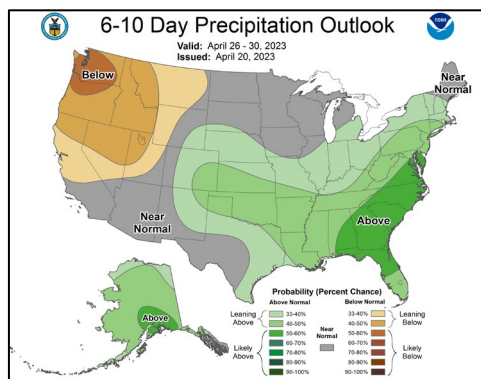 6-10 Day Precipitation Outlook
Valid: April 26 - 30, 2023
Issued: April 20, 2023
NOAA
Below
Near
Normal
Near
Normal
Above
Above
Probability (Percent Chance)
Above Normal Below Normal
Leaning Above
33-40%
40-50%
Likely Above
50-60%
60-70%
70-80%
80-90%
90-100%
Near Normal
33-40%
40-50%
Leaning Below
50-60%
60-70%
70-80%
80-90%
90-100%
Likely Below